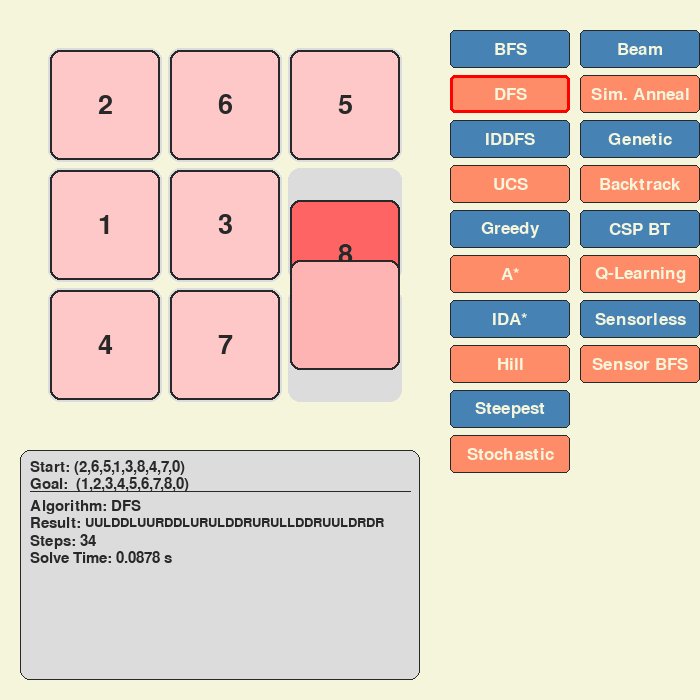 2 6 5
1 3 8
4 7
BFS Beam
DFS Sim. Anneal
IDDFS Genetic
UCS Backtrack
Greedy CSP BT
A* Q-Learning
IDA* Sensorless
Hill Sensor BFS
Steepest
Stochastic
Start: (2,6,5,1,3,8,4,7,0)
Goal: (1,2,3,4,5,6,7,8,0)
Algorithm: DFS
Result: UULDDLUURDDLURULDDRURULLDDRUULDRDR
Steps: 34
Solve Time: 0.0878 s